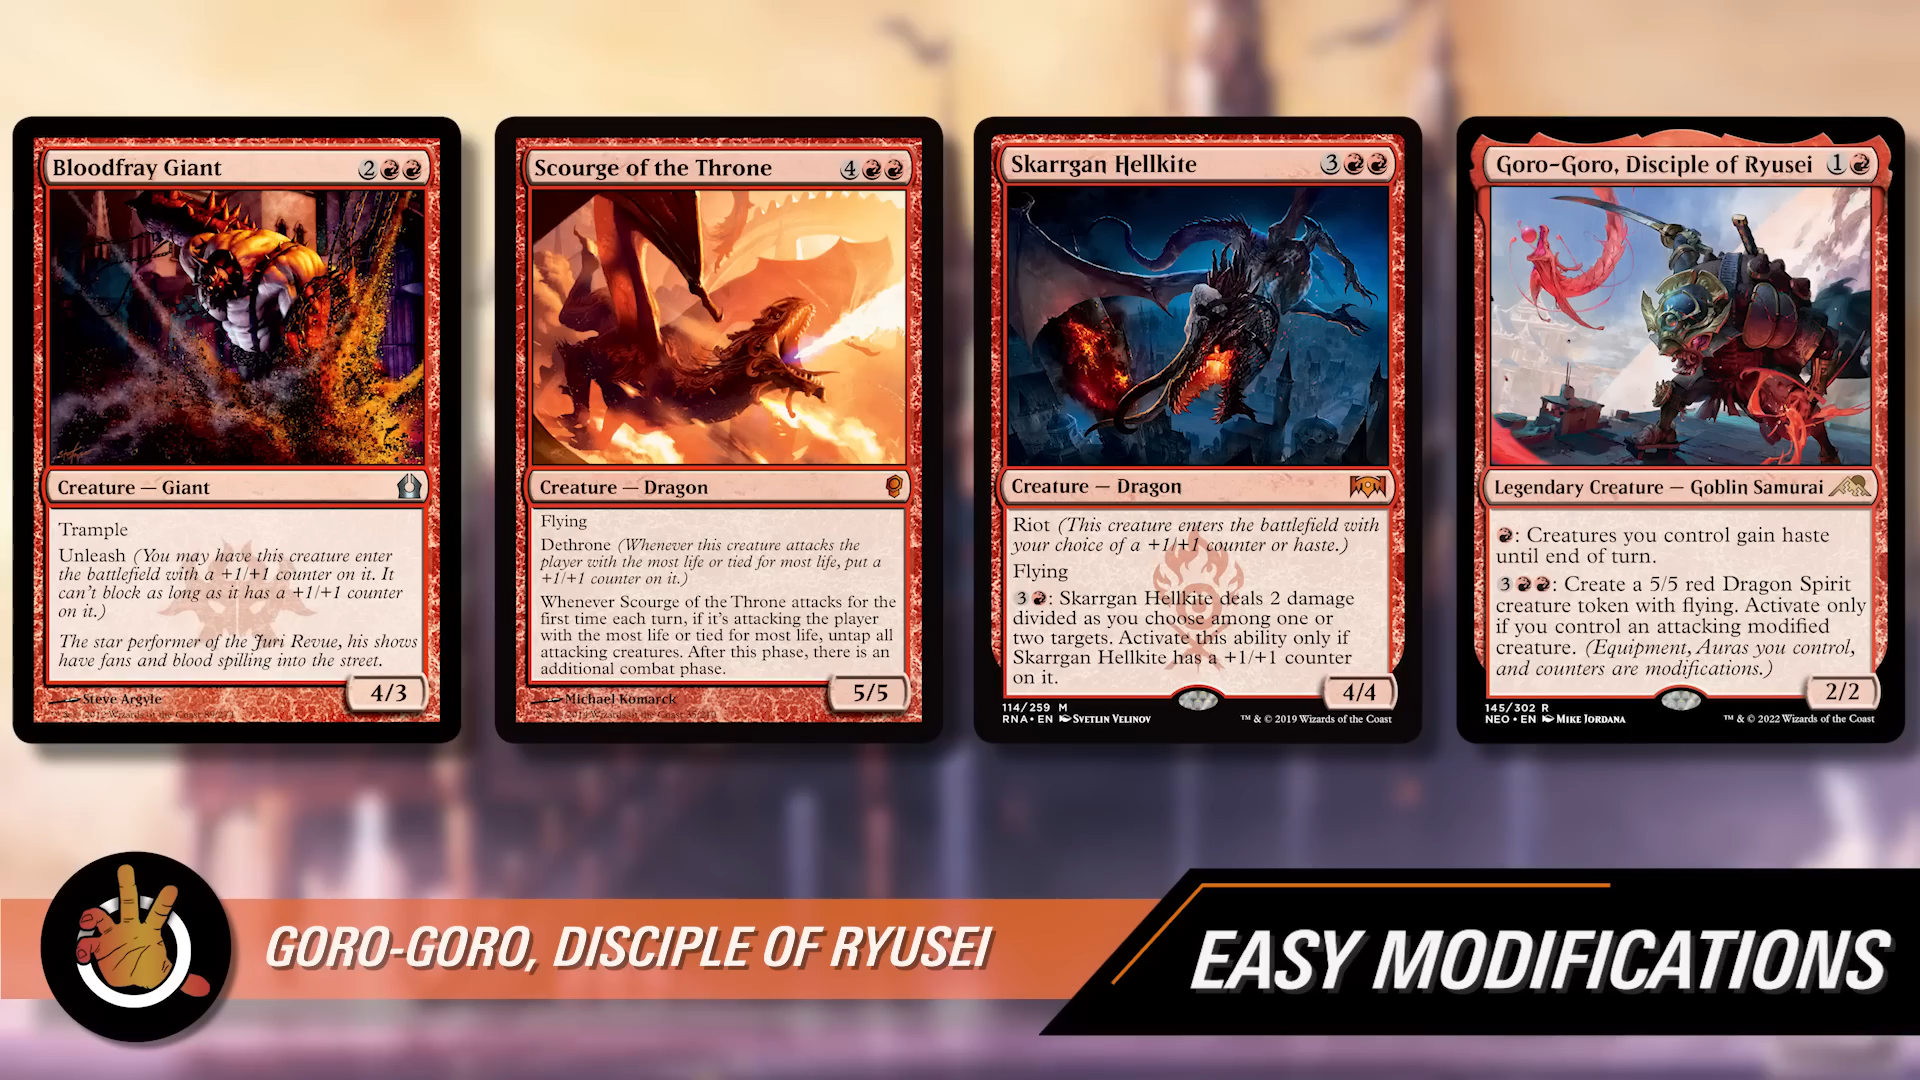 Bloodfray Giant 2
Creature — Giant
Trample
Unleash (You may have this creature enter
the battlefield with a +1/+1 counter on it. It
can't block as long as it has a +1/+1 counter
on it.)
The star performer of the Juri Revue, his shows
have fans and blood spilling into the street.
4/3
Steve Argyle
Scourge of the Throne 4
Creature — Dragon
Flying
Dethrone (Whenever this creature attacks the
player with the most life or tied for most life, put a
+1/+1 counter on it.)
Whenever Scourge of the Throne attacks for the
first time each turn, if it's attacking the player
with the most life or tied for most life, untap all
attacking creatures. After this phase, there is an
additional combat phase.
5/5
Michael Komarck
Skarrgan Hellkite 3
Creature — Dragon
Riot (This creature enters the battlefield with
your choice of a +1/+1 counter or haste.)
Flying
3 : Skarrgan Hellkite deals 2 damage
divided as you choose among one or
two targets. Activate this ability only if
Skarrgan Hellkite has a +1/+1 counter
on it.
4/4
114/259 M
RNA • EN Svetlin Velinov ™ & © 2019 Wizards of the Coast
Goro-Goro, Disciple of Ryusei 1
Legendary Creature — Goblin Samurai
: Creatures you control gain haste
until end of turn.
3 : Create a 5/5 red Dragon Spirit
creature token with flying. Activate only
if you control an attacking modified
creature. (Equipment, Auras you control,
and counters are modifications.)
2/2
145/302 R
NEO • EN Mike Jordana ™ & © 2022 Wizards of the Coast
GORO-GORO, DISCIPLE OF RYUSEI
EASY MODIFICATIONS